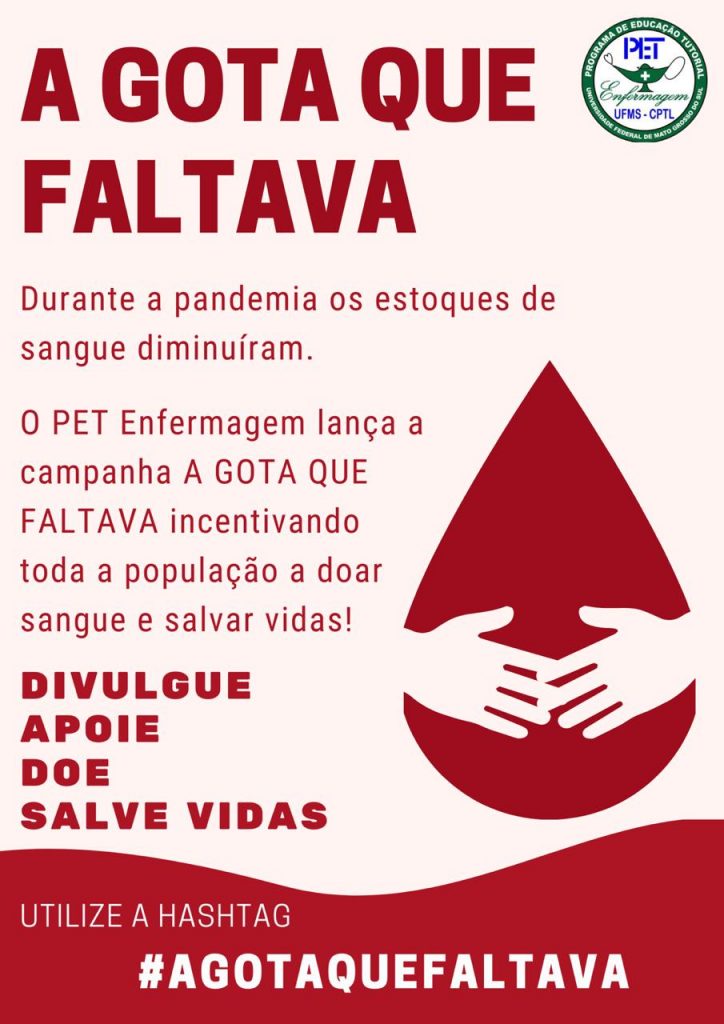 A GOTA QUE
FALTAVA
PROGRAMA DE EDUCAÇÃO TUTORIAL
PET
Enfermagem
UFMS - CPTL
UNIVERSIDADE FEDERAL DE MATO GROSSO DO SUL
Durante a pandemia os estoques de
sangue diminuíram.
O PET Enfermagem lança a
campanha A GOTA QUE
FALTAVA incentivando
toda a população a doar
sangue e salvar vidas!
DIVULGUE
APOIE
DOE
SALVE VIDAS
UTILIZE A HASHTAG
#AGOTAQUEFALTAVA